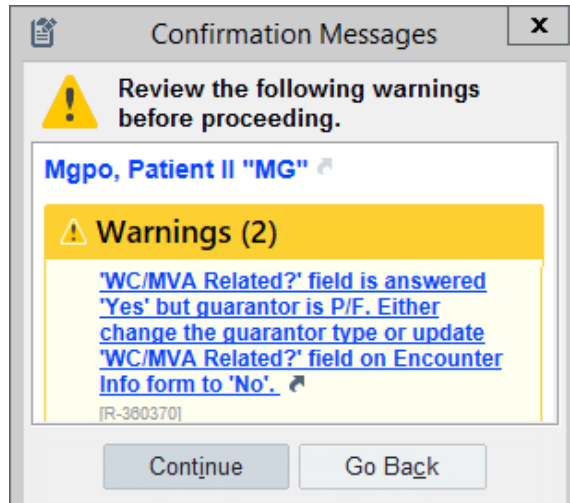 Confirmation Messages
x
Review the following warnings
before proceeding.
Mgpo, Patient II "MG"
Warnings (2)
'WC/MVA Related?' field is answered
'Yes' but guarantor is P/F. Either
change the guarantor type or update
'WC/MVA Related?' field on Encounter
Info form to 'No'.
[R-360370]
Continue
Go Back